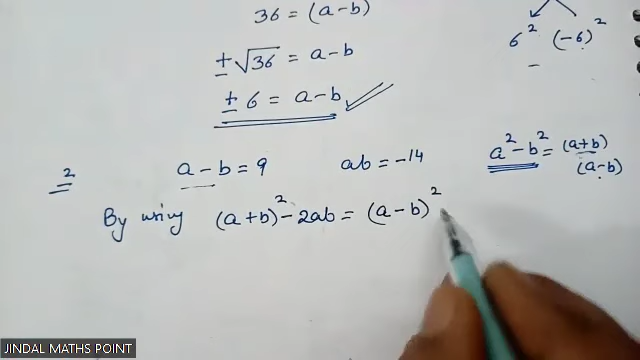 36 = (a-b)
6² (-6)²
± √36 = a-b
± 6 = a-b
2 a-b = 9 ab = -14
a²-b² = (a+b)
(a-b)
By using (a+b)² - 2ab = (a-b)²
JINDAL MATHS POINT